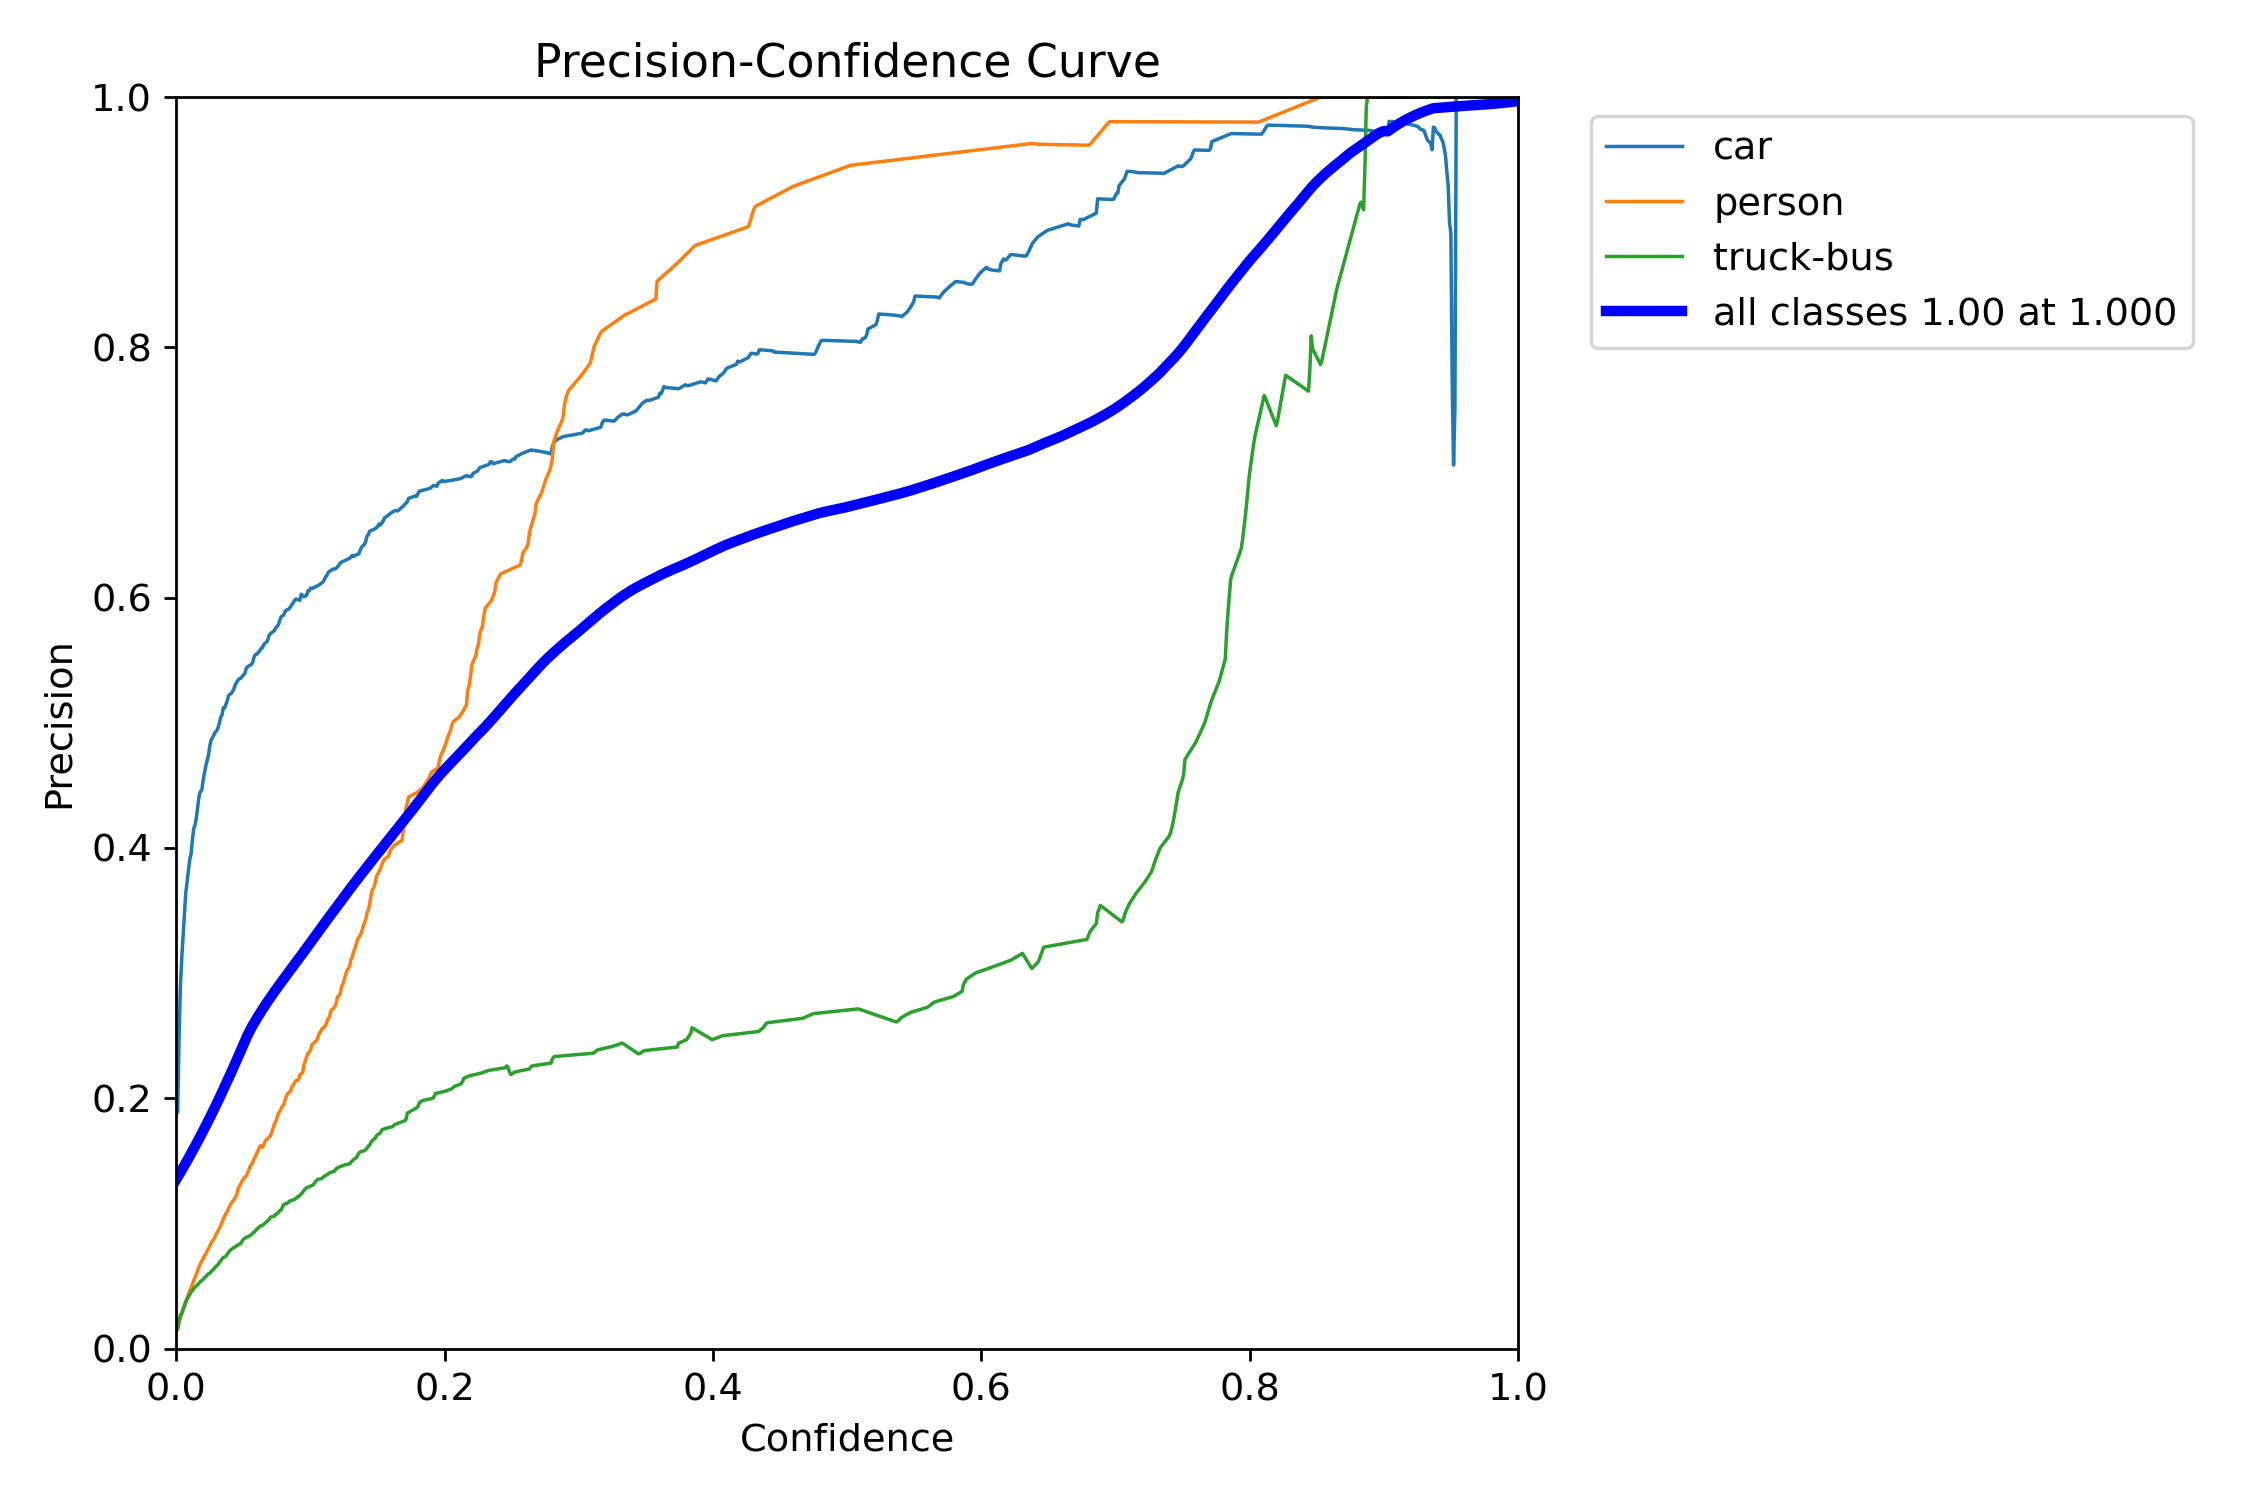 Precision-Confidence Curve
1.0
0.8
0.6
0.4
0.2
0.0
Precision
0.0 0.2 0.4 0.6 0.8 1.0
Confidence
car
person
truck-bus
all classes 1.00 at 1.000